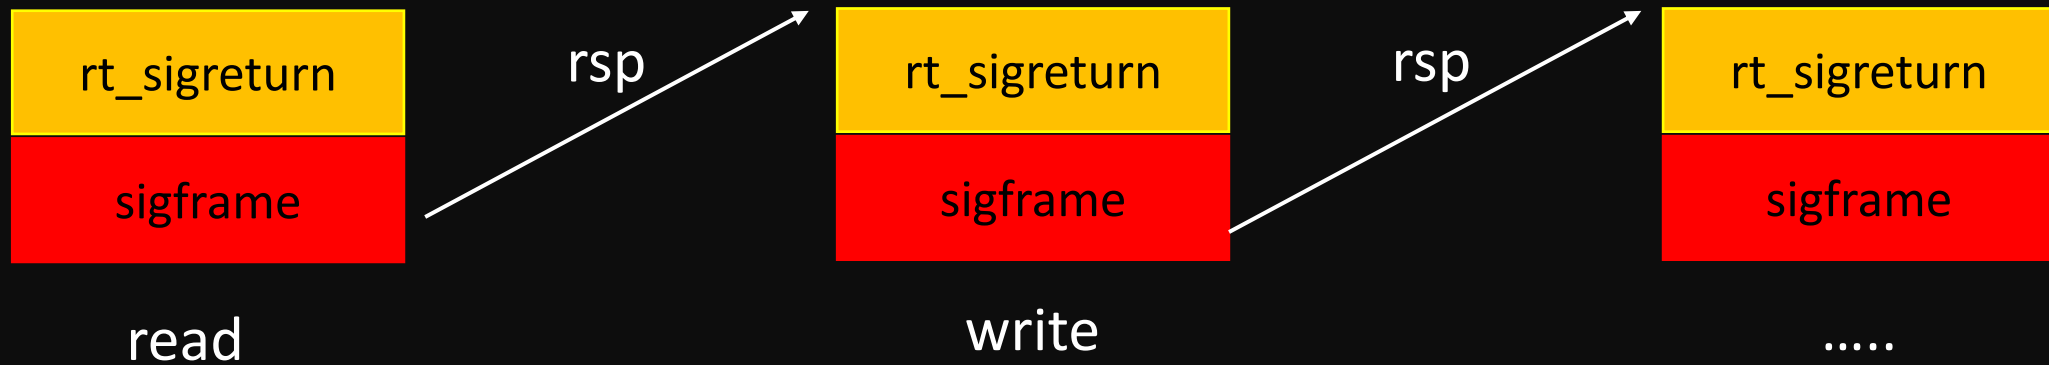 rt_sigreturn
sigframe
read
rsp
rt_sigreturn
sigframe
write
rsp
rt_sigreturn
sigframe
.....